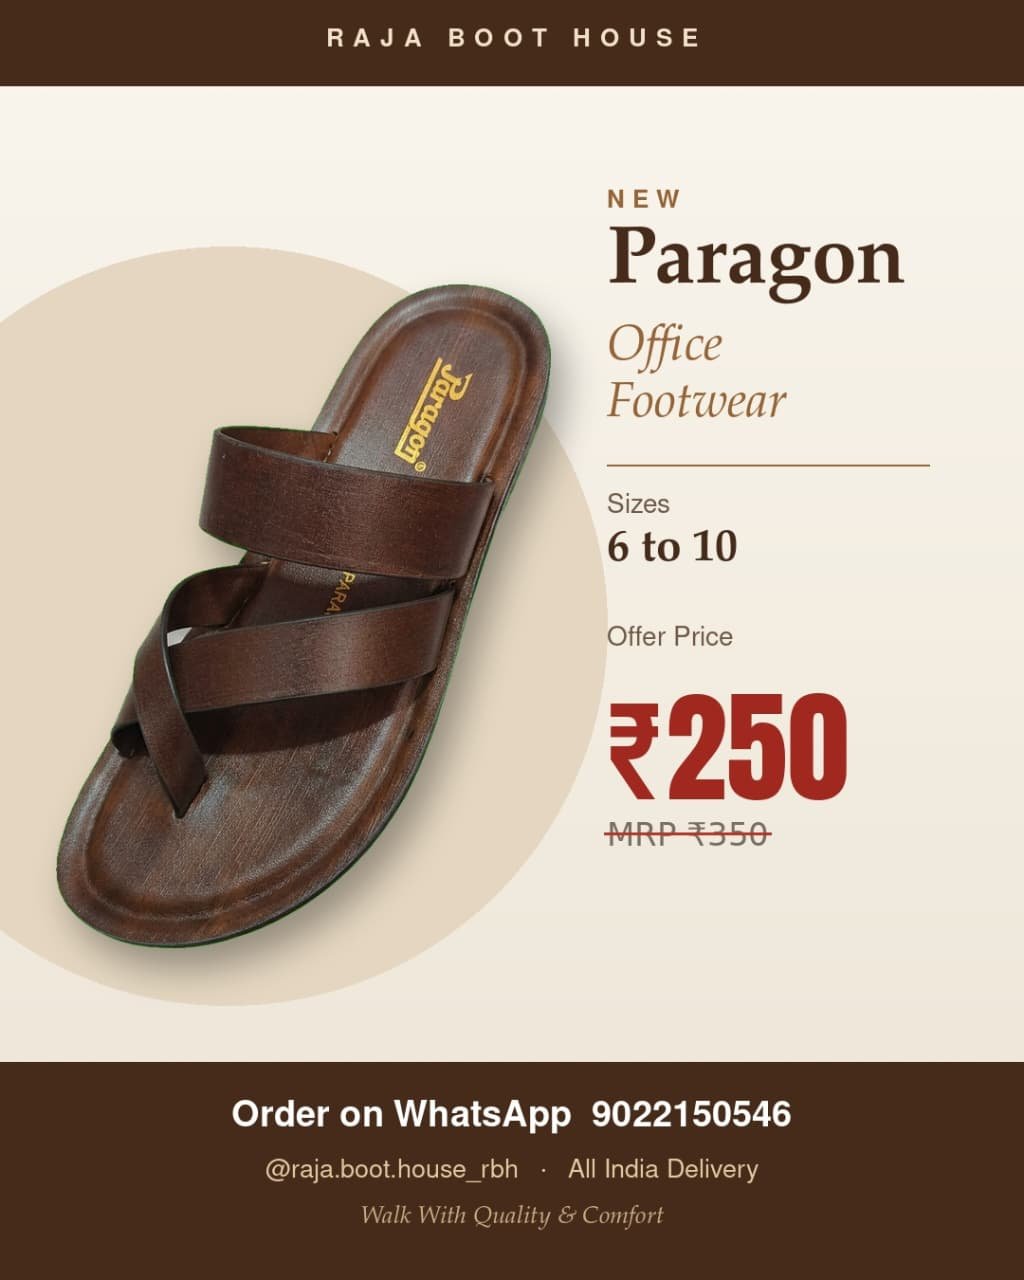 RAJA BOOT HOUSE
NEW
Paragon
Office
Footwear
Paragon®
PARA
Sizes
6 to 10
Offer Price
₹250
MRP ₹350
Order on WhatsApp 9022150546
@raja.boot.house_rbh · All India Delivery
Walk With Quality & Comfort